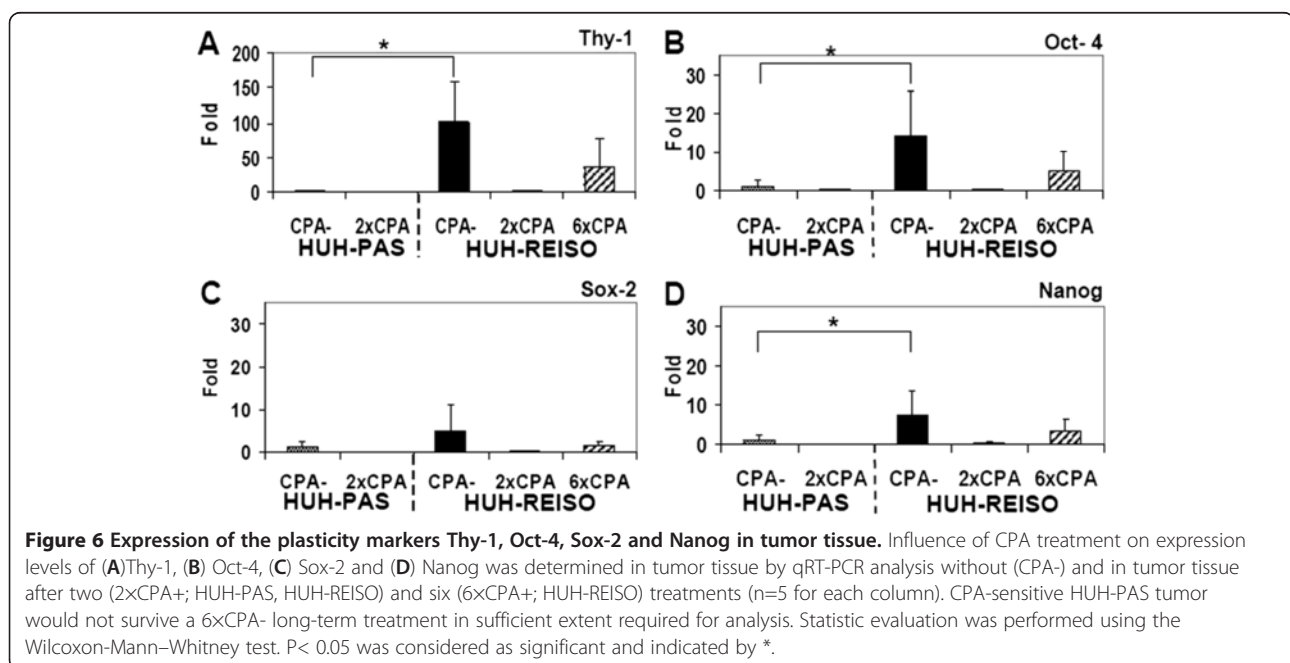 A * Thy-1
200
150
100
50
0
Fold
CPA- 2xCPA CPA- 2xCPA 6xCPA
HUH-PAS HUH-REISO
B * Oct- 4
30
20
10
0
Fold
CPA- 2xCPA CPA- 2xCPA 6xCPA
HUH-PAS HUH-REISO
C Sox-2
30
20
10
0
Fold
CPA- 2xCPA CPA- 2xCPA 6xCPA
HUH-PAS HUH-REISO
D * Nanog
30
20
10
0
Fold
CPA- 2xCPA CPA- 2xCPA 6xCPA
HUH-PAS HUH-REISO
Figure 6 Expression of the plasticity markers Thy-1, Oct-4, Sox-2 and Nanog in tumor tissue. Influence of CPA treatment on expression
levels of (A)Thy-1, (B) Oct-4, (C) Sox-2 and (D) Nanog was determined in tumor tissue by qRT-PCR analysis without (CPA-) and in tumor tissue
after two (2×CPA+; HUH-PAS, HUH-REISO) and six (6×CPA+; HUH-REISO) treatments (n=5 for each column). CPA-sensitive HUH-PAS tumor
would not survive a 6×CPA- long-term treatment in sufficient extent required for analysis. Statistic evaluation was performed using the
Wilcoxon-Mann–Whitney test. P< 0.05 was considered as significant and indicated by *.